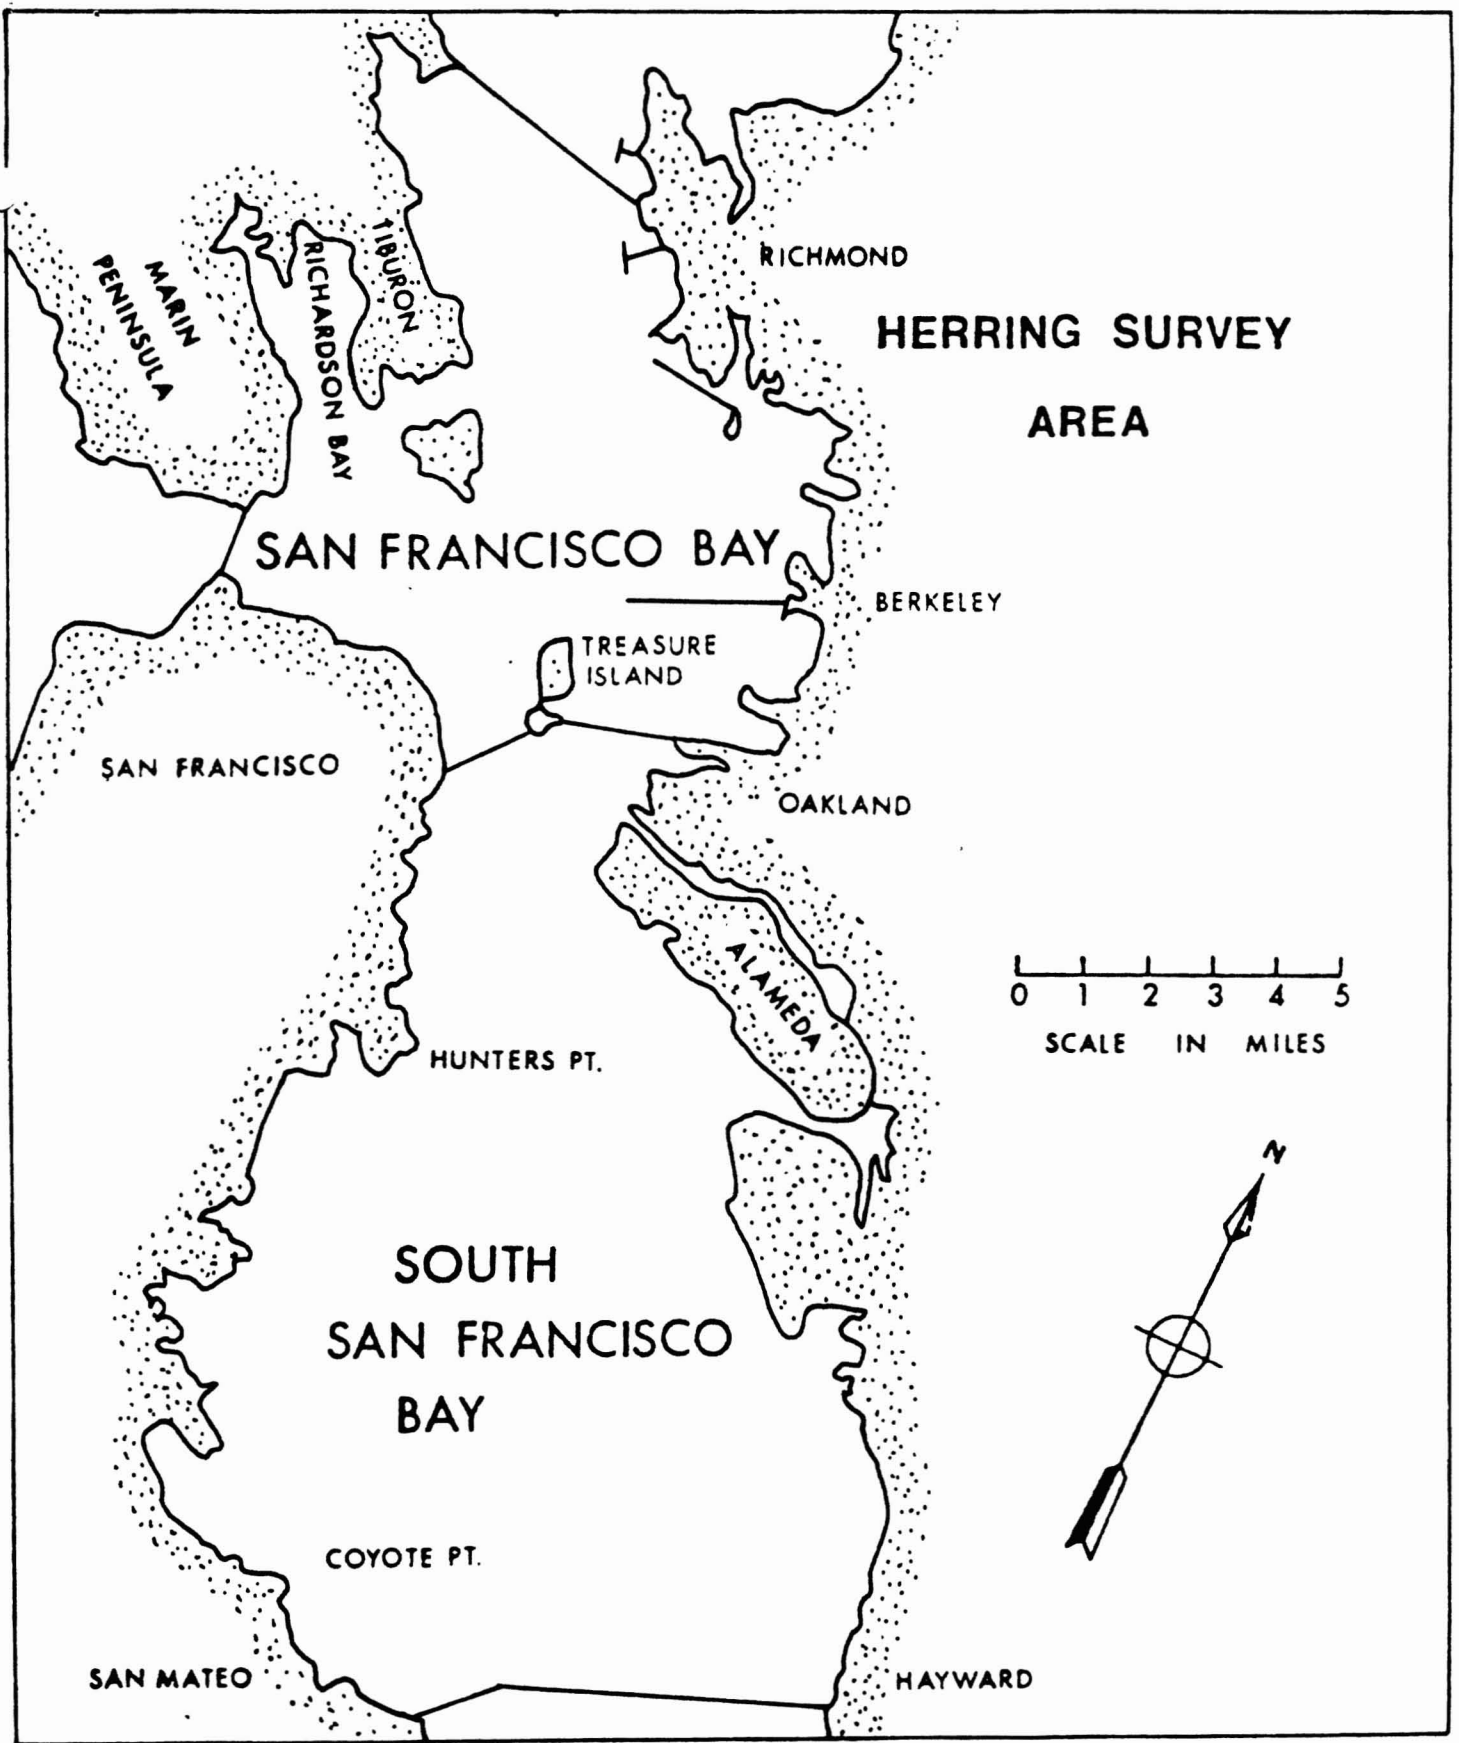 TIBURON
RICHMOND
MARIN
PENINSULA
RICHARDSON BAY
HERRING SURVEY
AREA
SAN FRANCISCO BAY
BERKELEY
TREASURE
ISLAND
SAN FRANCISCO
OAKLAND
ALAMEDA
0 1 2 3 4 5
SCALE IN MILES
HUNTERS PT.
N
SOUTH
SAN FRANCISCO
BAY
COYOTE PT.
SAN MATEO
HAYWARD